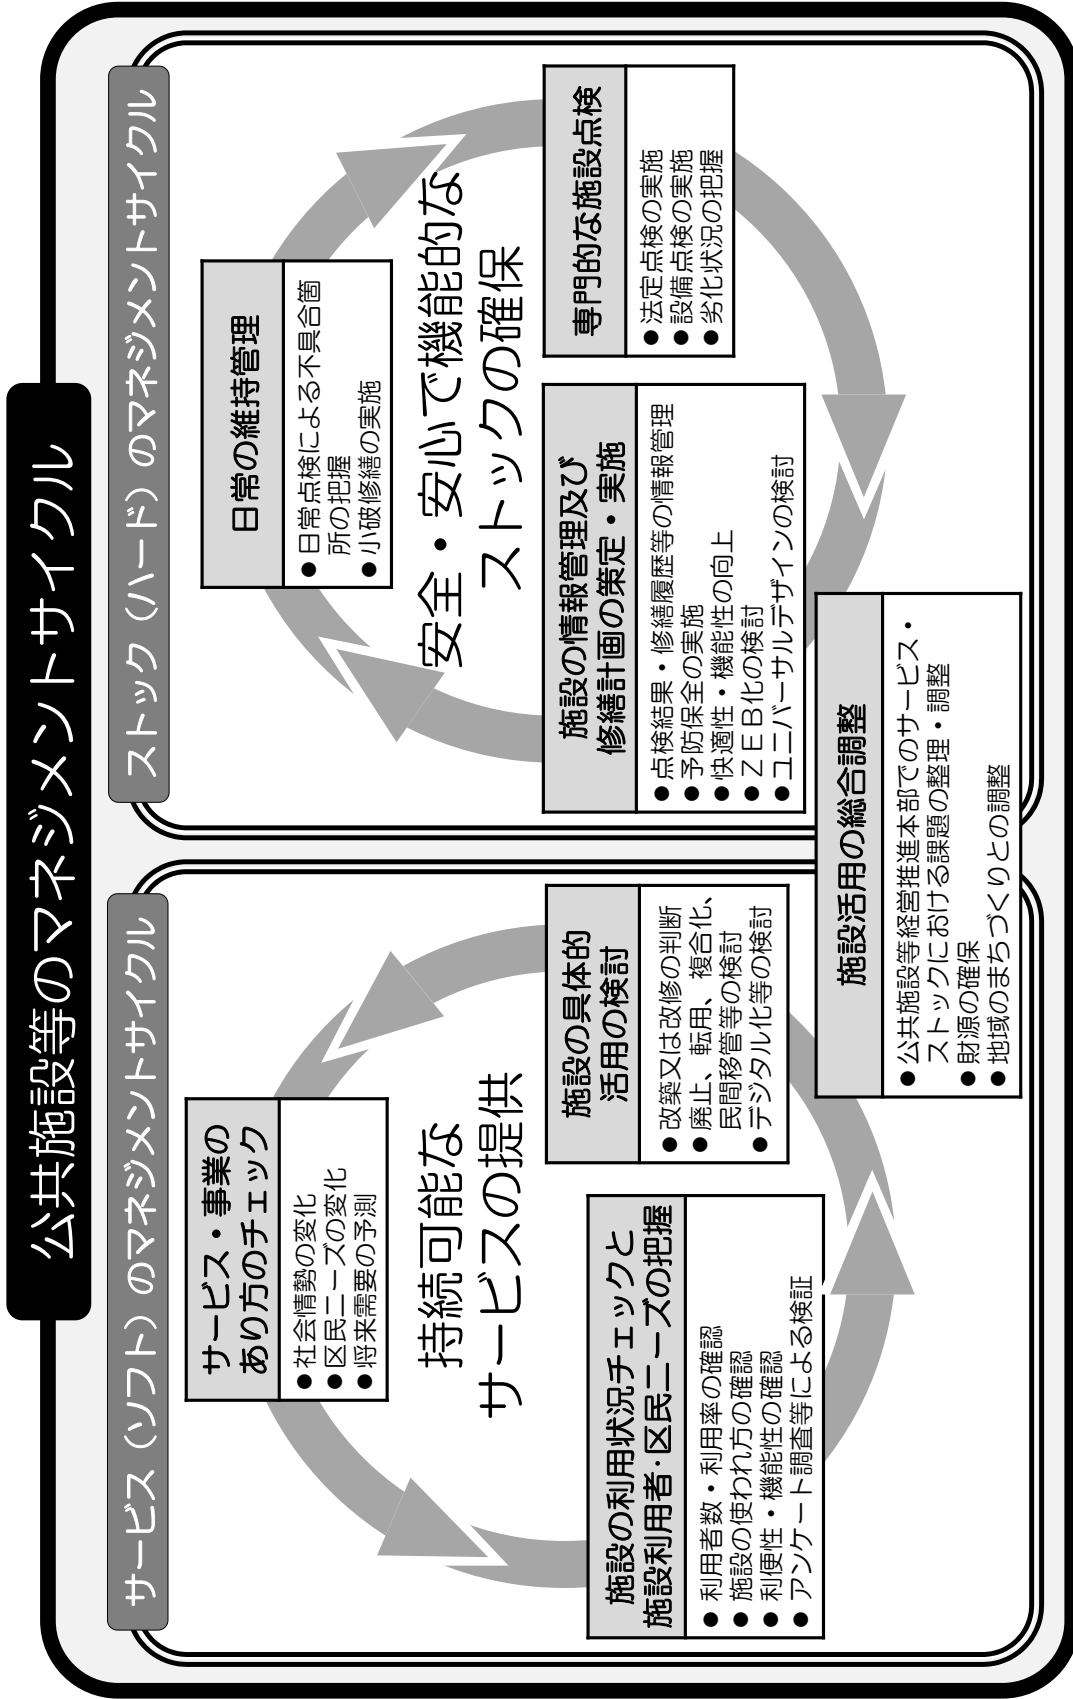 公共施設等のマネジメントサイクル
サービス（ソフト）のマネジメントサイクル
サービス・事業の
あり方のチェック
●社会情勢の変化
●区民ニーズの変化
●将来需要の予測
持続可能な
サービスの提供
施設の利用状況チェックと
施設利用者･区民ニーズの把握
●利用者数・利用率の確認
●施設の使われ方の確認
●利便性・機能性の確認
●アンケート調査等による検証
施設の具体的
活用の検討
●改築又は改修の判断
●廃止、転用、複合化、
民間移管等の検討
●デジタル化等の検討
ストック（ハード）のマネジメントサイクル
日常の維持管理
●日常点検による不具合箇
所の把握
●小破修繕の実施
安全・安心で機能的な
ストックの確保
施設の情報管理及び
修繕計画の策定・実施
●点検結果・修繕履歴等の情報管理
●予防保全の実施
●快適性・機能性の向上
●ＺＥＢ化の検討
●ユニバーサルデザインの検討
専門的な施設点検
●法定点検の実施
●設備点検の実施
●劣化状況の把握
施設活用の総合調整
●公共施設等経営推進本部でのサービス・
ストックにおける課題の整理・調整
●財源の確保
●地域のまちづくりとの調整